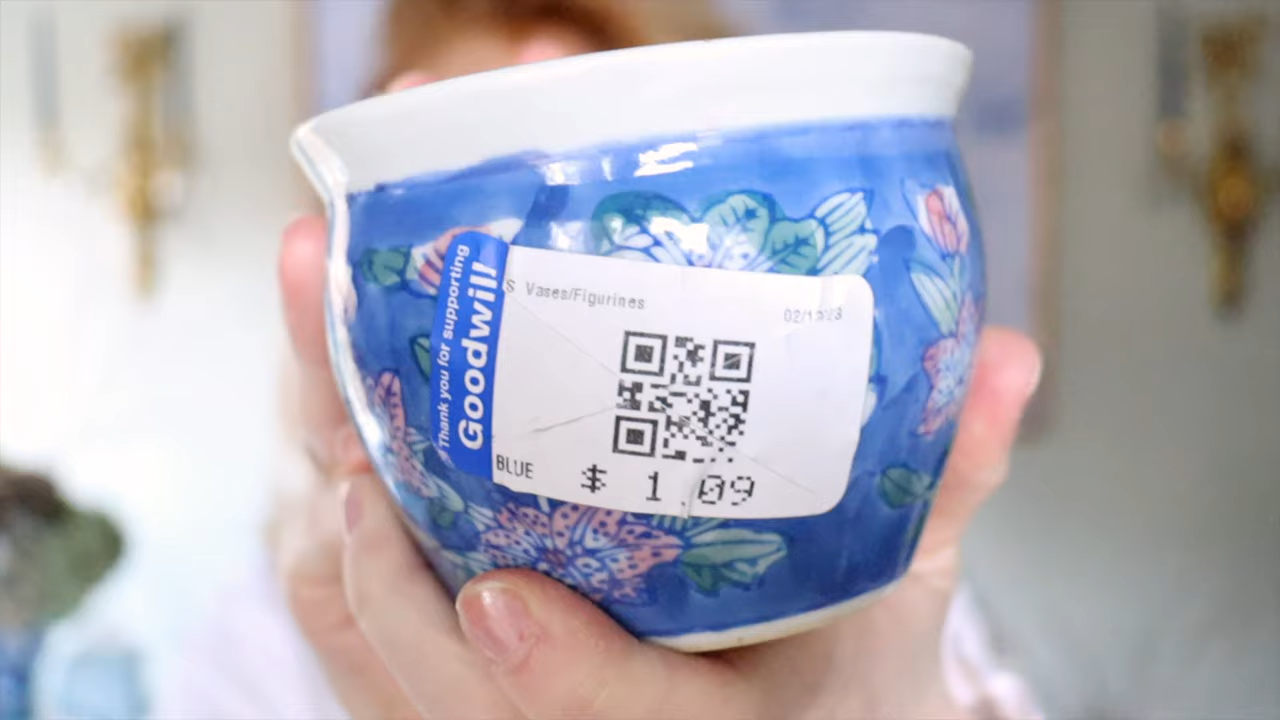 Thank you for supporting
Goodwill
S Vases/Figurines
BLUE
$ 1.09